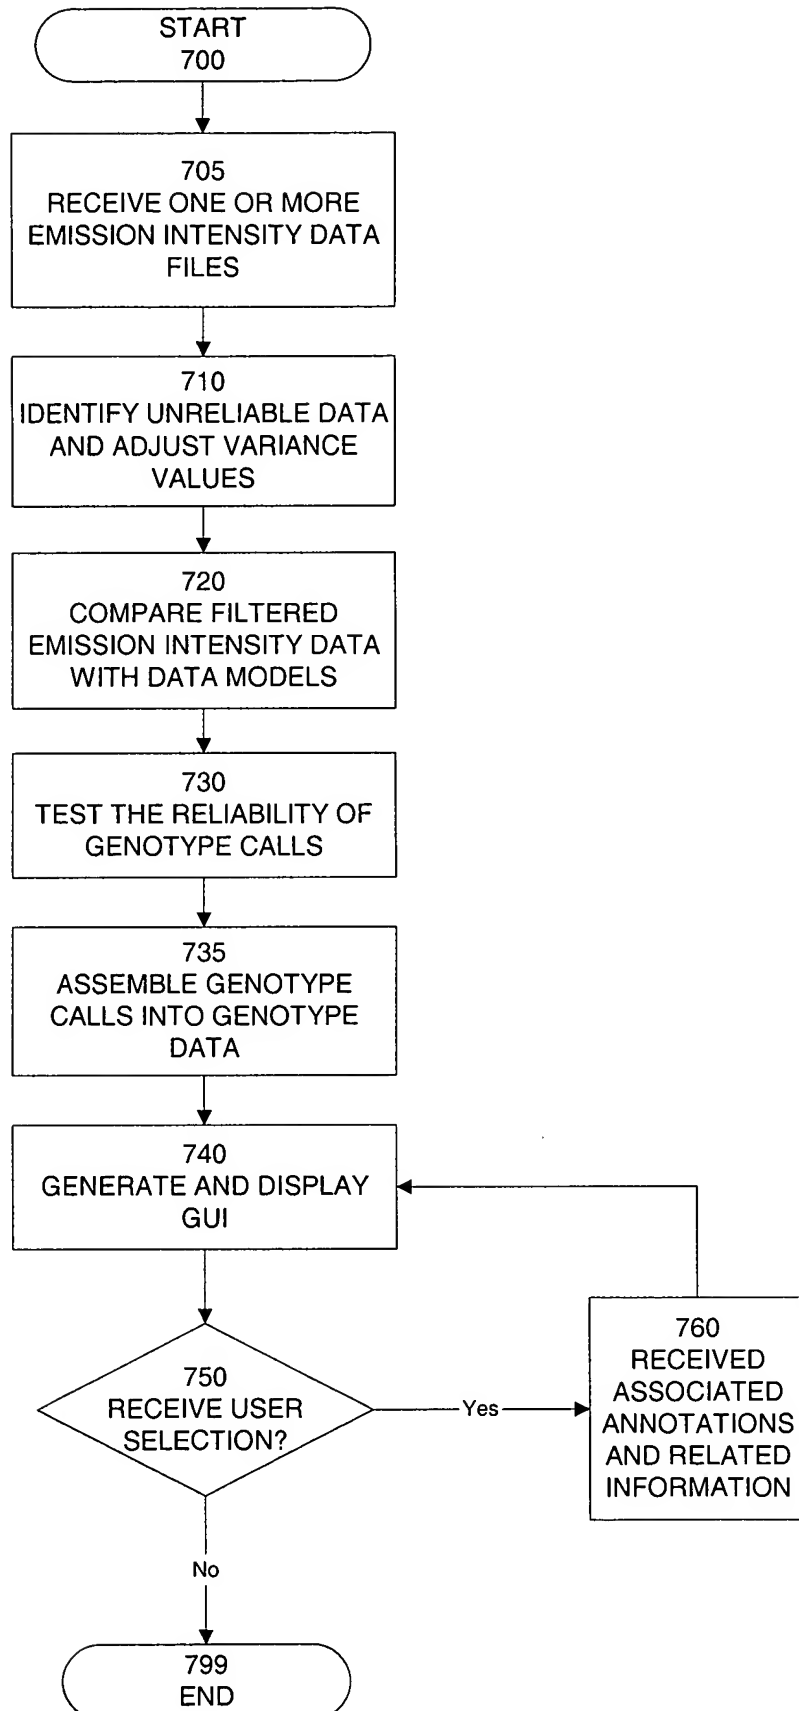 START
700
705
RECEIVE ONE OR MORE
EMISSION INTENSITY DATA
FILES
710
IDENTIFY UNRELIABLE DATA
AND ADJUST VARIANCE
VALUES
720
COMPARE FILTERED
EMISSION INTENSITY DATA
WITH DATA MODELS
730
TEST THE RELIABILITY OF
GENOTYPE CALLS
735
ASSEMBLE GENOTYPE
CALLS INTO GENOTYPE
DATA
740
GENERATE AND DISPLAY
GUI
750
RECEIVE USER
SELECTION?
Yes
760
RECEIVED
ASSOCIATED
ANNOTATIONS
AND RELATED
INFORMATION
No
799
END